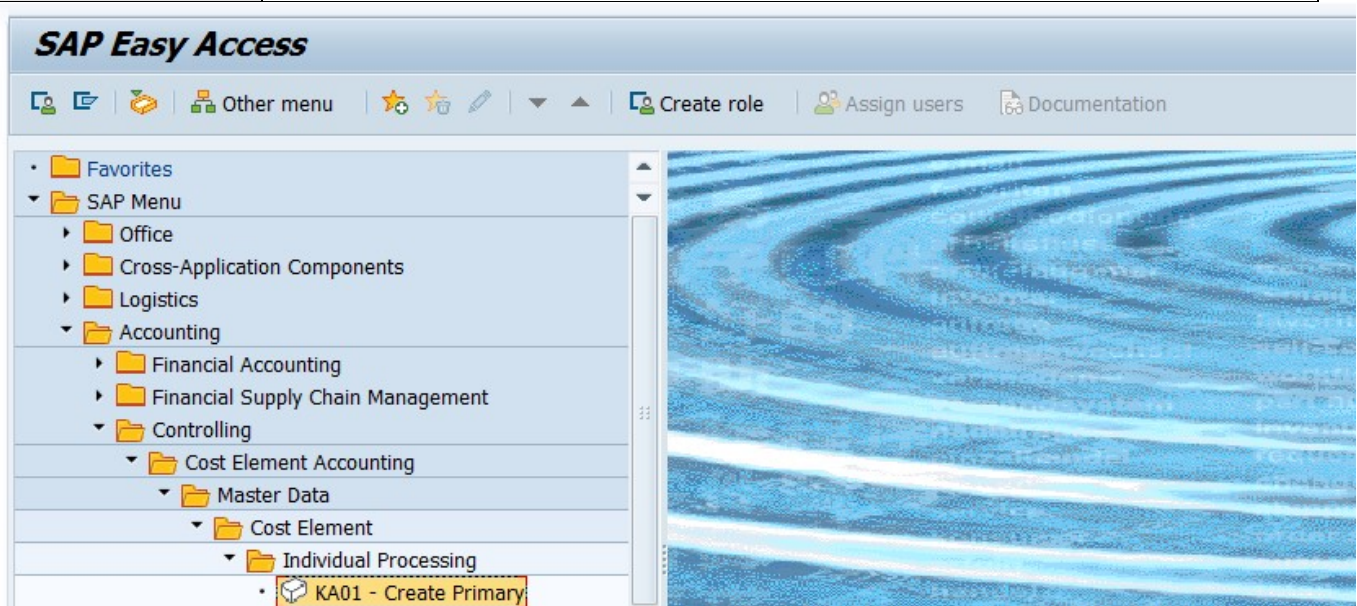 SAP Easy Access
Other menu Create role Assign users Documentation
Favorites
SAP Menu
Office
Cross-Application Components
Logistics
Accounting
Financial Accounting
Financial Supply Chain Management
Controlling
Cost Element Accounting
Master Data
Cost Element
Individual Processing
KA01 - Create Primary